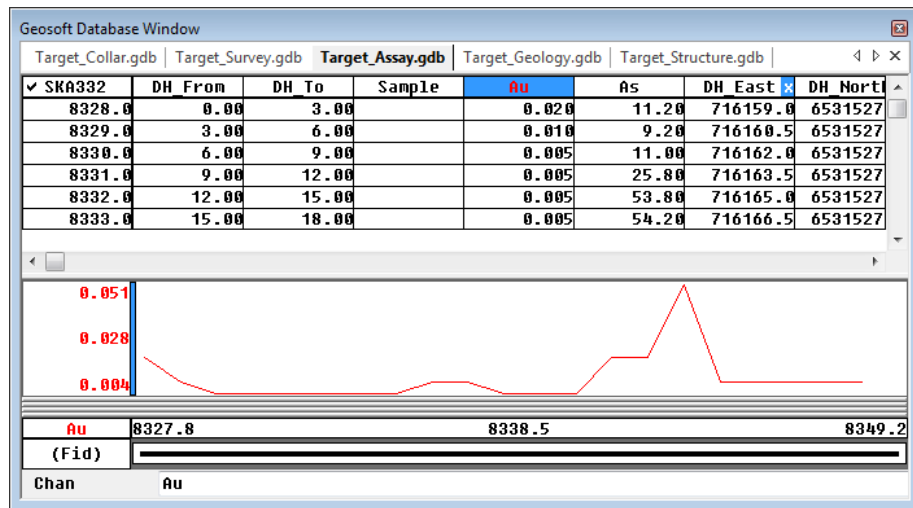 Geosoft Database Window
Target_Collar.gdb Target_Survey.gdb Target_Assay.gdb Target_Geology.gdb Target_Structure.gdb
✓ SKA332 DH_From DH_To Sample Au As DH_East x DH_Nort
8328.0 0.00 3.00 0.020 11.20 716159.0 6531527
8329.0 3.00 6.00 0.010 9.20 716160.5 6531527
8330.0 6.00 9.00 0.005 11.00 716162.0 6531527
8331.0 9.00 12.00 0.005 25.80 716163.5 6531527
8332.0 12.00 15.00 0.005 53.80 716165.0 6531527
8333.0 15.00 18.00 0.005 54.20 716166.5 6531527
0.051
0.028
0.004
Au 8327.8 8338.5 8349.2
(Fid)
Chan Au